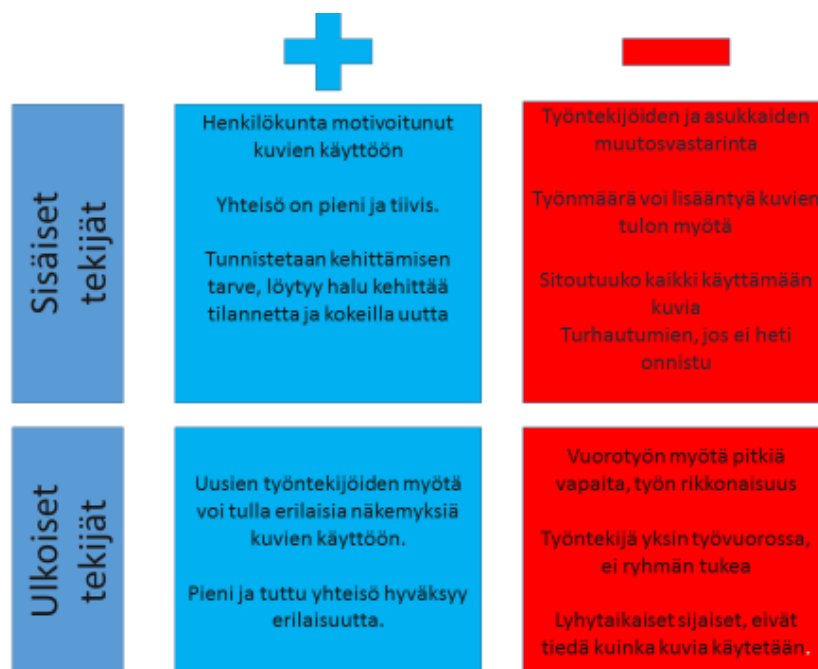 Sisäiset
tekijät
Henkilökunta motivoitunut
kuvien käyttöön
Yhteisö on pieni ja tiivis.
Tunnistetaan kehittämisen
tarve, löytyy halu kehittää
tilannetta ja kokeilla uutta
Työntekijöiden ja asukkaiden
muutosvastarinta
Työnmäärä voi lisääntyä kuvien
tulon myötä
Sitoutuuko kaikki käyttämään
kuvia
Turhautumien, jos ei heti
onnistu
Ulkoiset
tekijät
Uusien työntekijöiden myötä
voi tulla erilaisia näkemyksiä
kuvien käyttöön.
Pieni ja tuttu yhteisö hyväksyy
erilaisuutta.
Vuorotyön myötä pitkiä
vapaita, työn rikkonaisuus
Työntekijä yksin työvuorossa,
ei ryhmän tukea
Lyhytaikaiset sijaiset, eivät
tiedä kuinka kuvia käytetään.